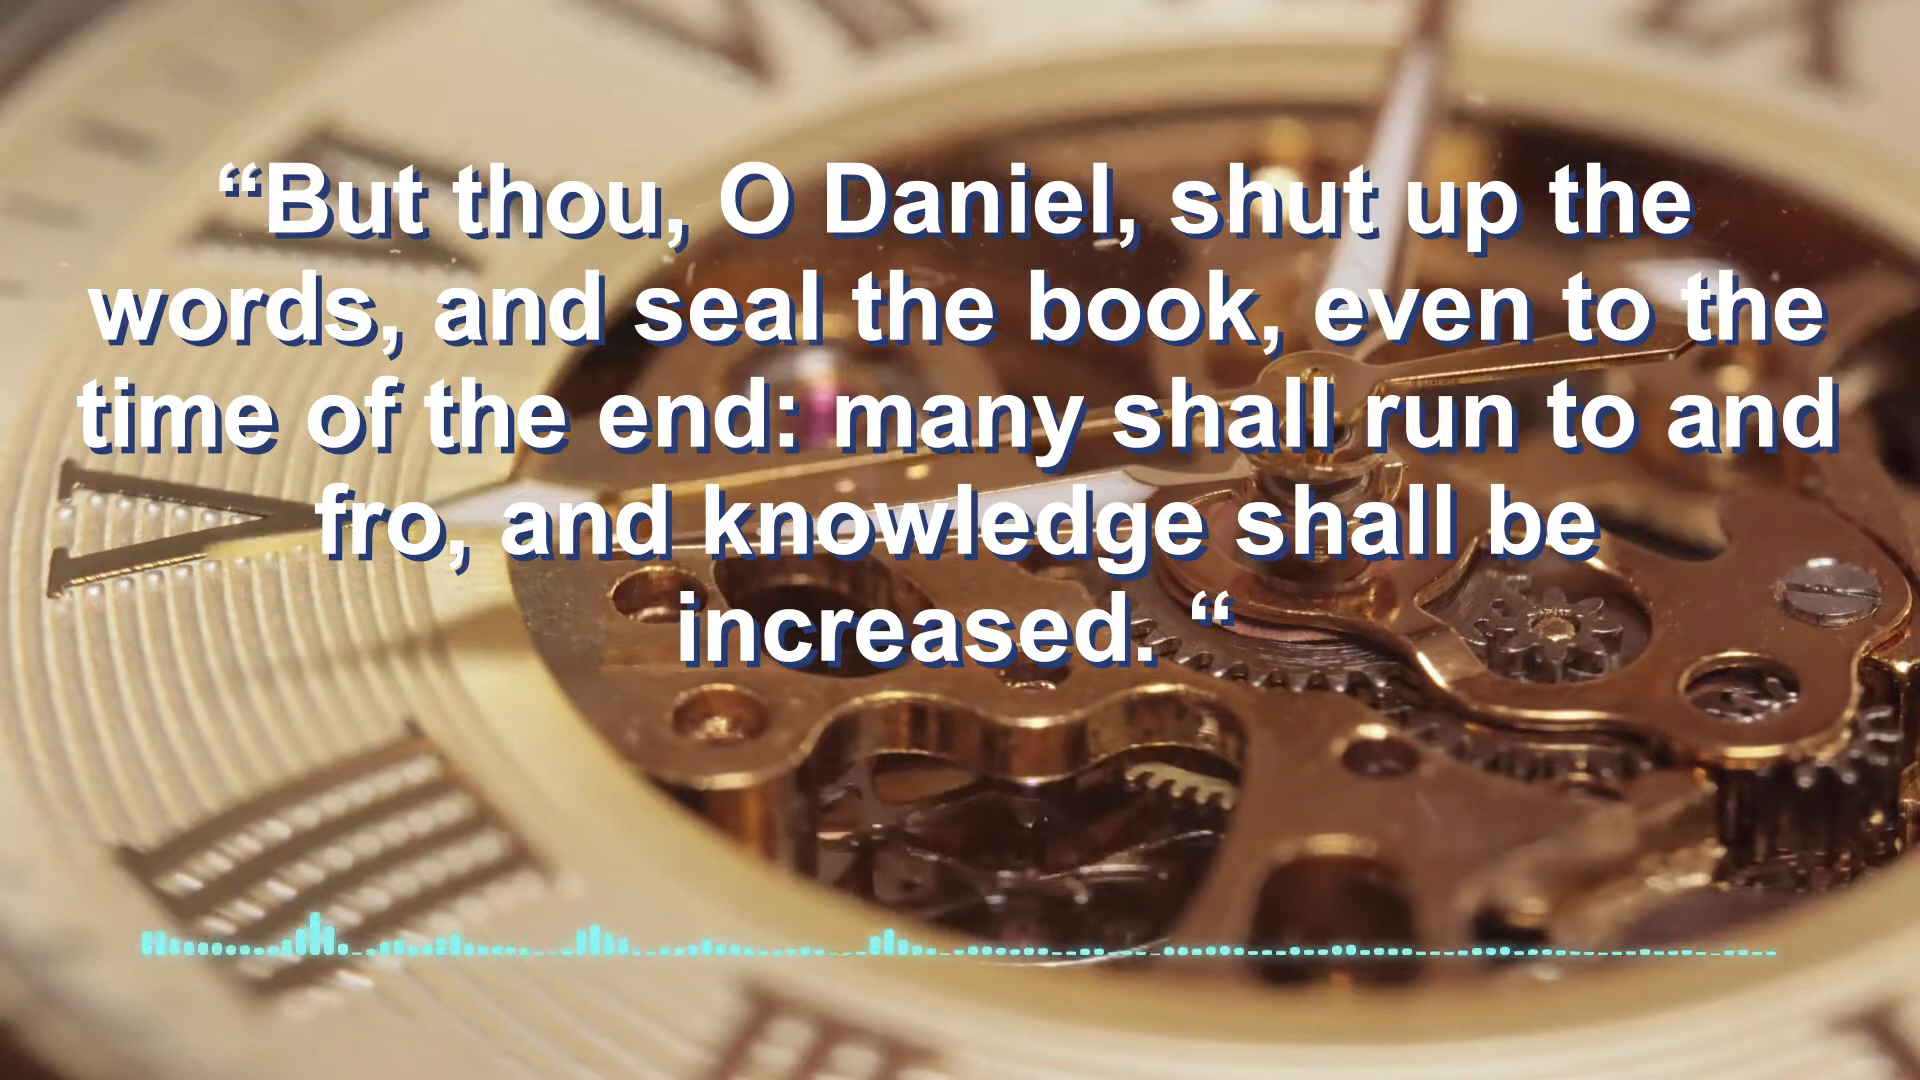 “But thou, O Daniel, shut up the
words, and seal the book, even to the
time of the end: many shall run to and
fro, and knowledge shall be
increased. “